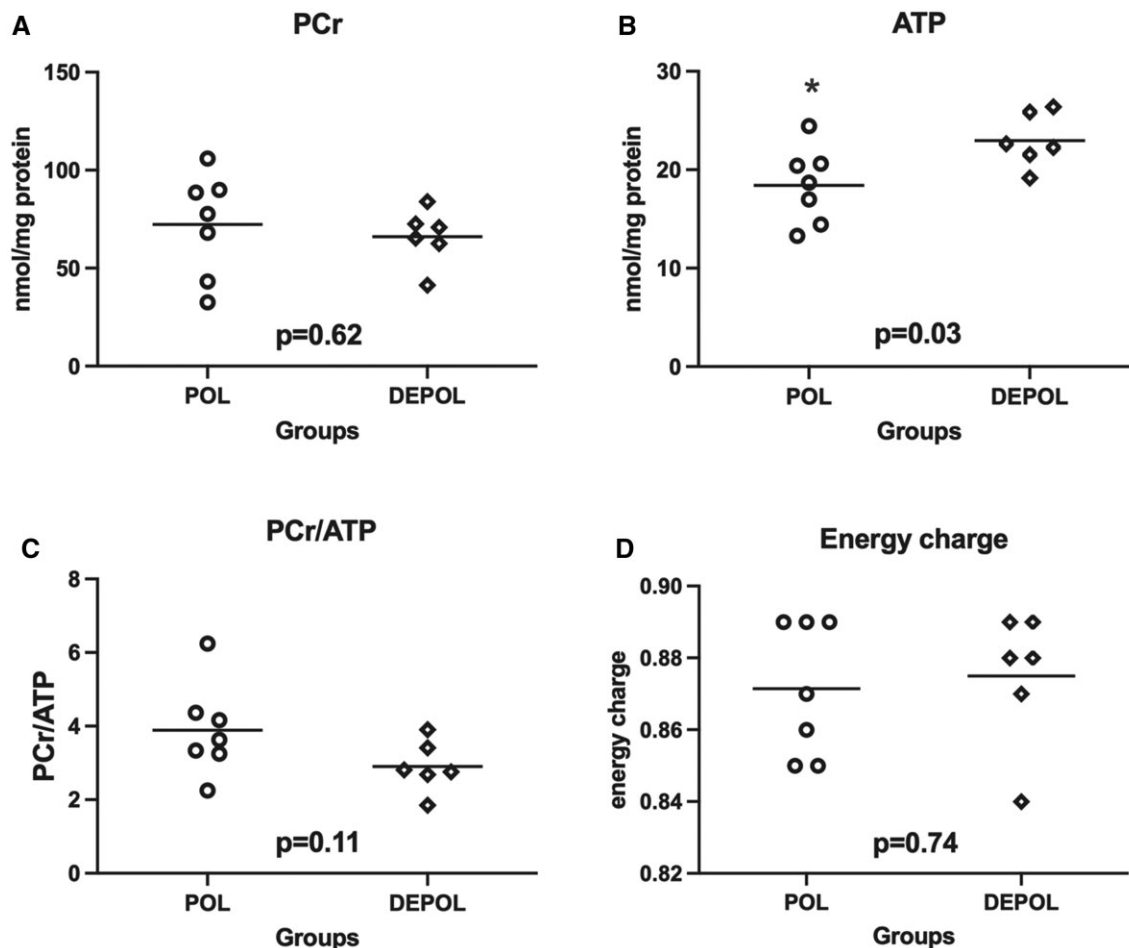 A
PCr
nmol/mg protein
150
100
50
0
p=0.62
POL
DEPOL
Groups
B
ATP
nmol/mg protein
30
20
10
0
*
p=0.03
POL
DEPOL
Groups
C
PCr/ATP
PCr/ATP
8
6
4
2
0
p=0.11
POL
DEPOL
Groups
D
Energy charge
energy charge
0.90
0.88
0.86
0.84
0.82
p=0.74
POL
DEPOL
Groups